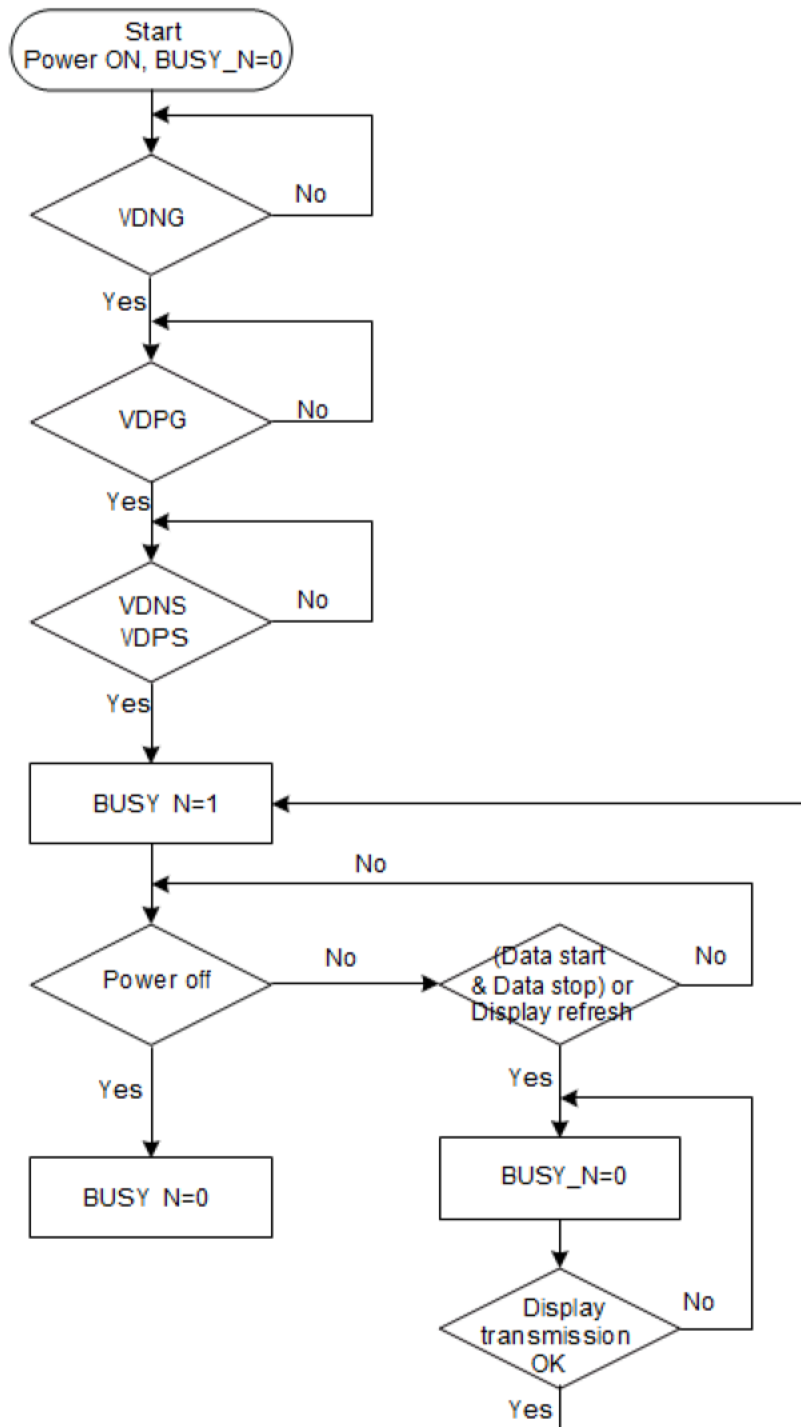 Start
Power ON, BUSY_N=0
No
VDNG
Yes
No
VDPG
Yes
No
VDNS
VDPS
Yes
BUSY N=1
No
Power off
No
(Data start
& Data stop) or
Display refresh
No
Yes
Yes
BUSY N=0
BUSY_N=0
Display
transmission
OK
No
Yes